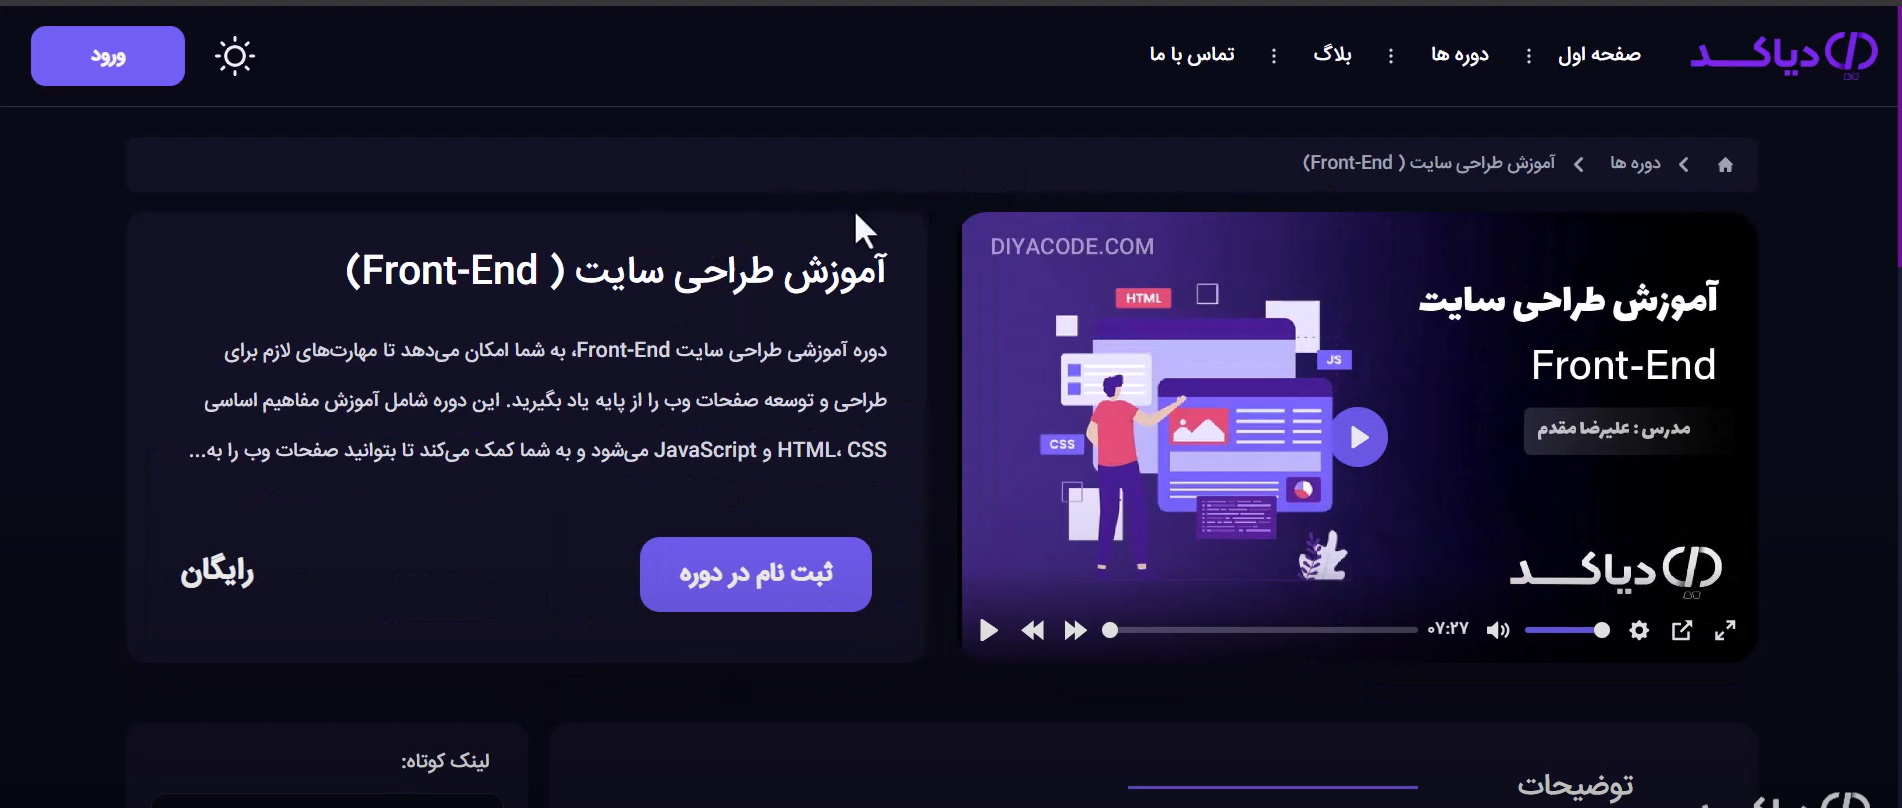 دیاکد
صفحه اول
دوره ها
بلاگ
تماس با ما
ورود
دوره ها
آموزش طراحی سایت ( Front-End)
DIYACODE.COM
آموزش طراحی سایت
Front-End
مدرس : علیرضا مقدم
HTML
JS
CSS
دیاکد
۰۷:۲۷
آموزش طراحی سایت ( Front-End)
دوره آموزشی طراحی سایت Front-End، به شما امکان می‌دهد تا مهارت‌های لازم برای
طراحی و توسعه صفحات وب را از پایه یاد بگیرید. این دوره شامل آموزش مفاهیم اساسی
HTML، CSS و JavaScript می‌شود و به شما کمک می‌کند تا بتوانید صفحات وب را به...
ثبت نام در دوره
رایگان
توضیحات
لینک کوتاه:
دیاکد